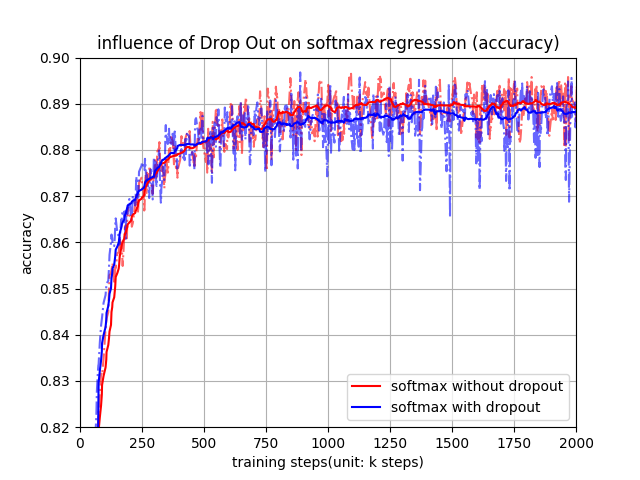 influence of Drop Out on softmax regression (accuracy)
0.90
0.89
0.88
0.87
0.86
0.85
0.84
0.83
0.82
accuracy
softmax without dropout
softmax with dropout
0 250 500 750 1000 1250 1500 1750 2000
training steps(unit: k steps)